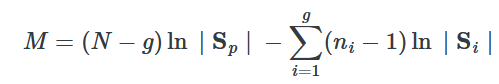 M = (N − g) ln | S_p | − ∑_{i=1}^{g} (n_i − 1) ln | S_i |